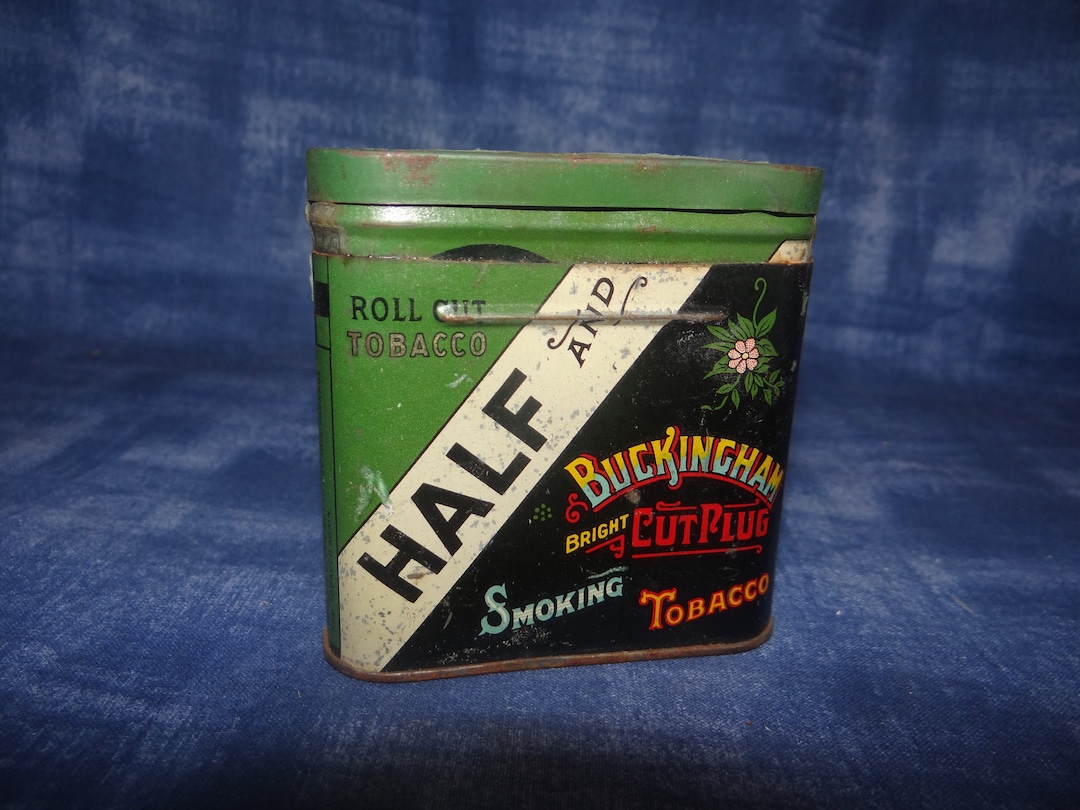 ROLL CUT
TOBACCO
HALF AND
BUCKINGHAM
BRIGHT CUT PLUG
SMOKING TOBACCO